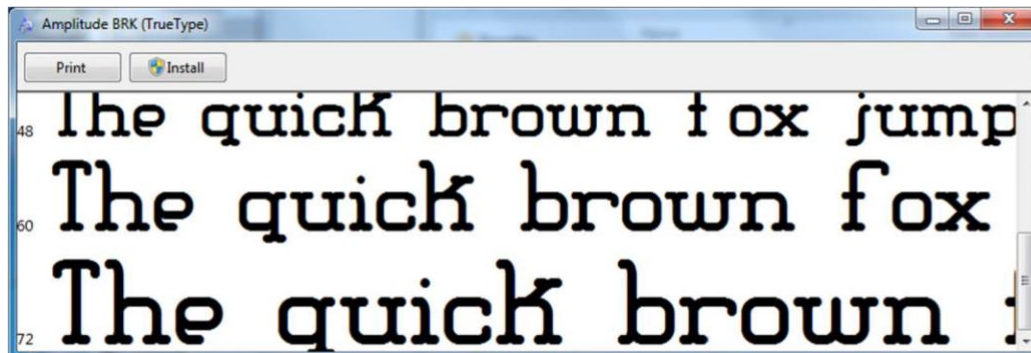 Amplitude BRK (TrueType)
Print Install
48 The quick brown fox jump
60 The quick brown fox
72 The quick brown